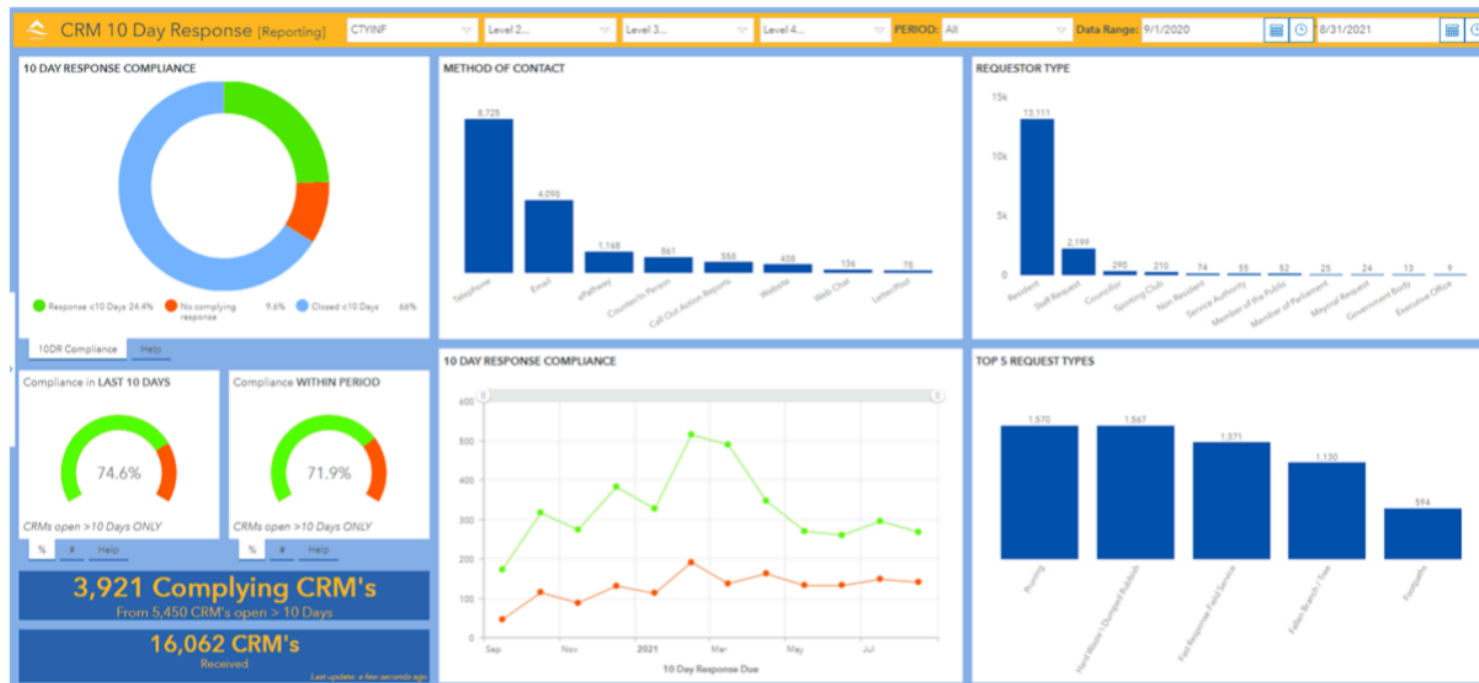 CRM 10 Day Response [Reporting]
CTYINF
Level 2...
Level 3...
Level 4...
PERIOD: All
Data Range: 9/1/2020
8/31/2021
10 DAY RESPONSE COMPLIANCE
Response <10 Days 24.4%
No complying response 9.6%
Closed <10 Days 66%
10DR Compliance
Help
METHOD OF CONTACT
8,725
4,098
1,168
861
558
438
136
78
Telephone
Email
ePathway
Counter/In Person
Call Out Action Reports
Website
Web Chat
Letter/Post
REQUESTOR TYPE
15k
10k
5k
0
13,111
2,199
290
210
74
55
52
25
24
13
9
Resident
Staff Request
Councillor
Sporting Club
Non Resident
Service Authority
Member of the Public
Member of Parliament
Mayoral Request
Government Body
Executive Office
Compliance in LAST 10 DAYS
74.6%
CRMs open >10 Days ONLY
%
#
Help
Compliance WITHIN PERIOD
71.9%
CRMs open >10 Days ONLY
%
#
Help
3,921 Complying CRM's
From 5,450 CRM's open > 10 Days
16,062 CRM's
Received
Last update: a few seconds ago
10 DAY RESPONSE COMPLIANCE
600
500
400
300
200
100
0
Sep
Nov
2021
Mar
May
Jul
10 Day Response Due
TOP 5 REQUEST TYPES
1,570
1,567
1,371
1,130
594
Pruning
Hard Waste \ Dumped Rubbish
Fast Response Field Service
Fallen Branch / Tree
Footpaths